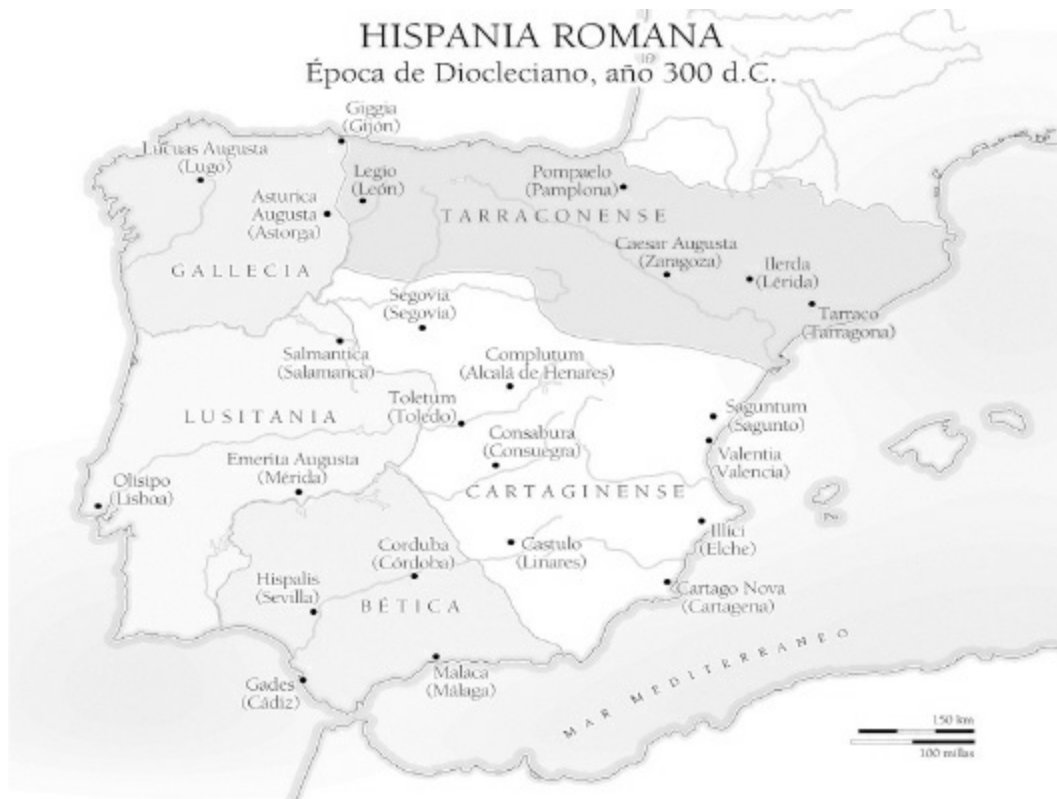 HISPANIA ROMANA
Época de Diocleciano, año 300 d.C.
Giggia
(Gijón)
Lucuas Augusta
(Lugo)
Legio
(León)
Pompaelo
(Pamplona)
Asturica
Augusta
(Astorga)
TARRACONENSE
Caesar Augusta
(Zaragoza)
Ilerda
(Lérida)
GALLECIA
Segovia
(Segovia)
Tarraco
(Tarragona)
Salmantica
(Salamanca)
Complutum
(Alcalá de Henares)
Toletum
(Toledo)
LUSITANIA
Saguntum
(Sagunto)
Consabura
(Consuegra)
Valentia
(Valencia)
Emerita Augusta
(Mérida)
Olisipo
(Lisboa)
CARTAGINENSE
Illici
(Elche)
Corduba
(Córdoba)
Castulo
(Linares)
Hispalis
(Sevilla)
BÉTICA
Cartago Nova
(Cartagena)
MAR MEDITERRANEO
Malaca
(Málaga)
Gades
(Cádiz)
150 km
100 millas